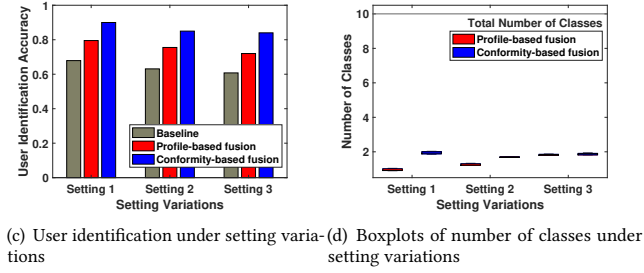 User Identification Accuracy
1
0.8
0.6
0.4
0.2
0
Baseline
Profile-based fusion
Conformity-based fusion
Setting 1 Setting 2 Setting 3
Setting Variations
(c) User identification under setting varia-
tions
Number of Classes
10
8
6
4
2
Total Number of Classes
Profile-based fusion
Conformity-based fusion
Setting 1 Setting 2 Setting 3
Setting Variations
(d) Boxplots of number of classes under
setting variations